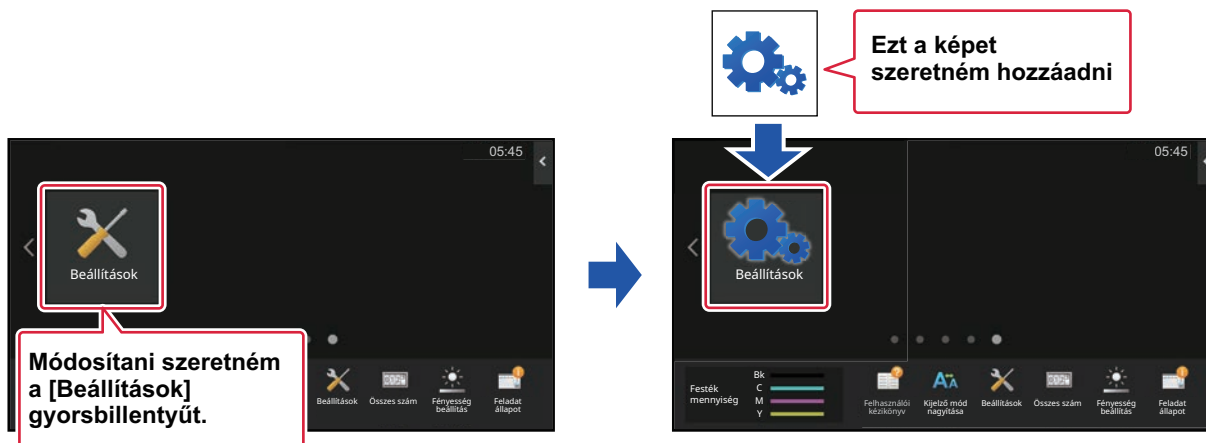 Ezt a képet
szeretném hozzáadni
05:45
Beállítások
Módosítani szeretném
a [Beállítások]
gyorsbillentyűt.
Beállítások
Összes szám
Fényesség
beállítás
Feladat
állapot
05:45
Beállítások
Festék
mennyiség
Bk
C
M
Y
Felhasználói
kézikönyv
Kijelző mód
nagyítása
Beállítások
Összes szám
Fényesség
beállítás
Feladat
állapot